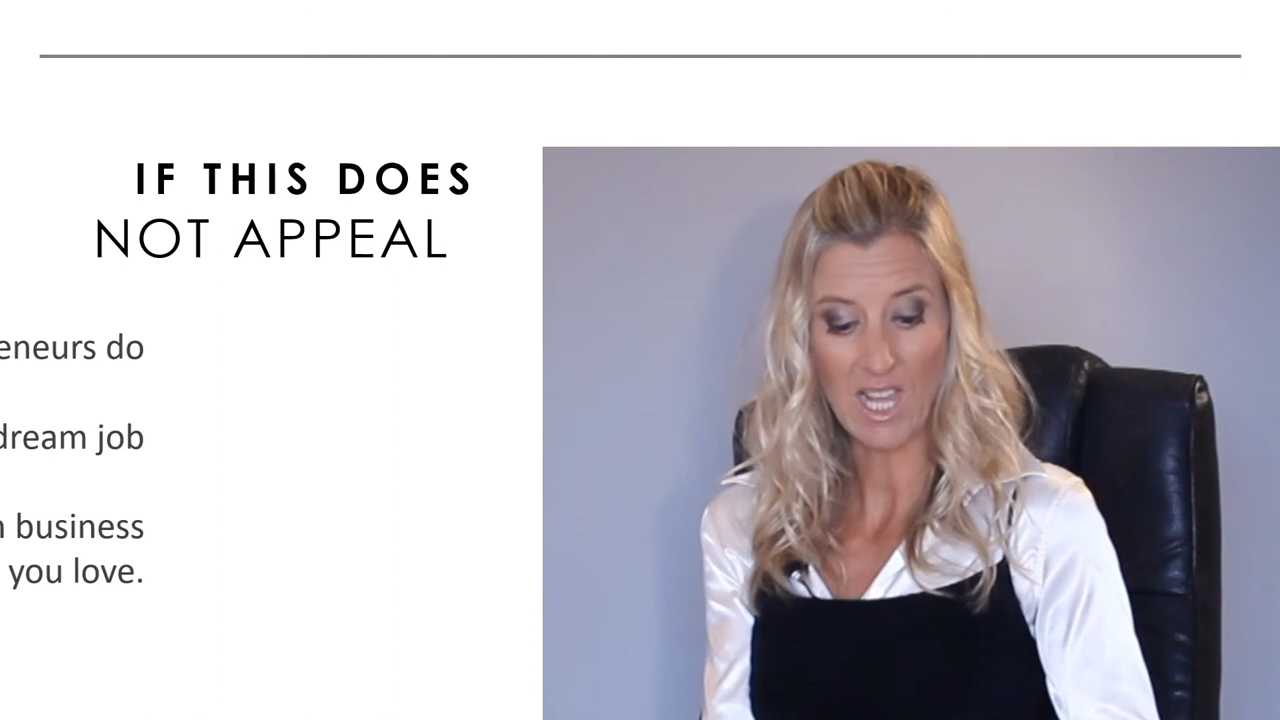 IF THIS DOES
NOT APPEAL
eneurs do
dream job
business
you love.